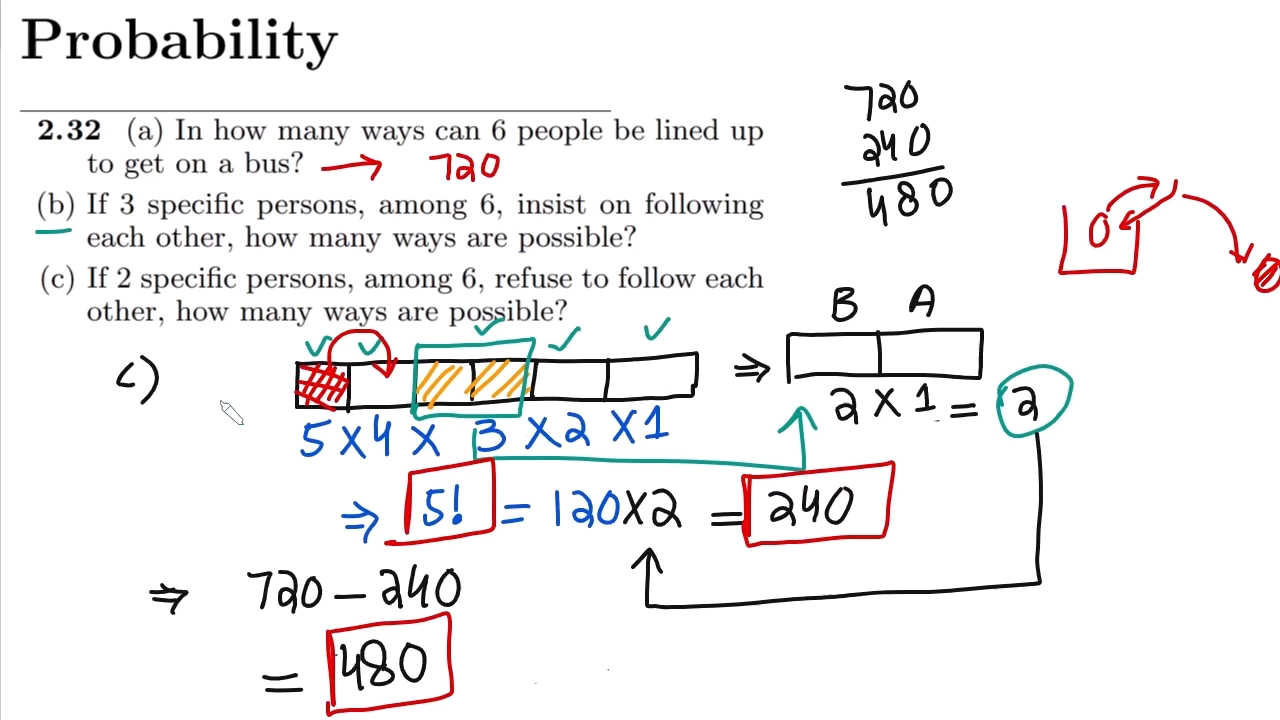 Probability
2.32 (a) In how many ways can 6 people be lined up
to get on a bus? → 720
(b) If 3 specific persons, among 6, insist on following
each other, how many ways are possible?
(c) If 2 specific persons, among 6, refuse to follow each
other, how many ways are possible?
720
240
480
0
B A
c)
⇒
5 × 4 × 3 × 2 × 1
2 × 1 = 2
⇒ 5! = 120 × 2 = 240
⇒ 720 − 240
= 480